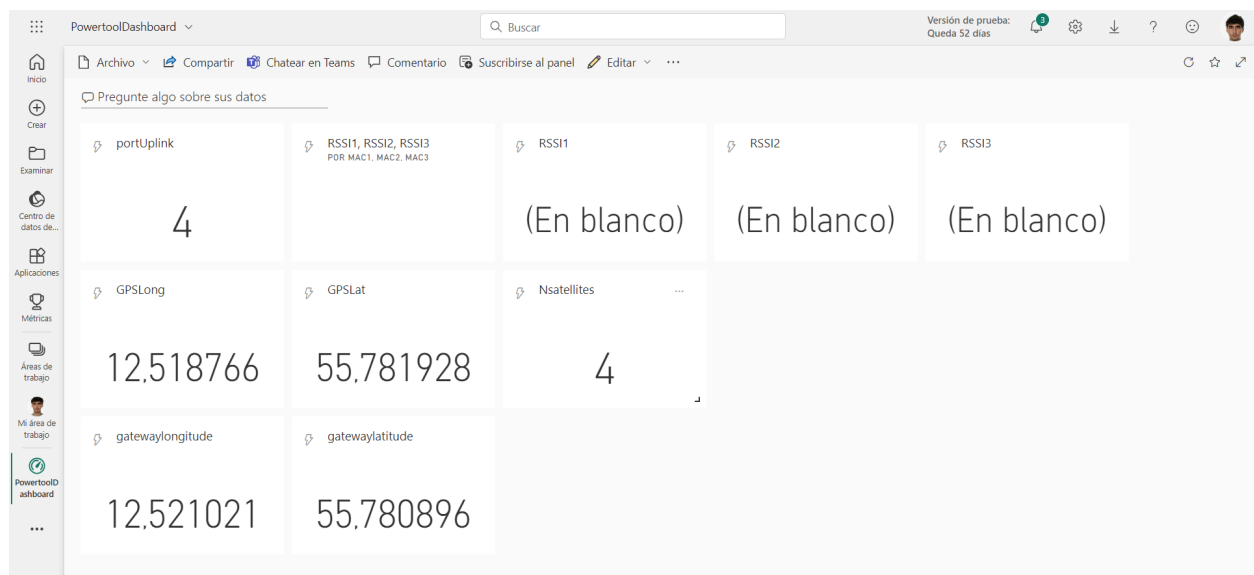 PowertoolDashboard
Buscar
Versión de prueba:
Queda 52 días
3
Archivo
Compartir
Chatear en Teams
Comentario
Suscribirse al panel
Editar
Pregunte algo sobre sus datos
Inicio
Crear
Examinar
Centro de
datos de...
Aplicaciones
Métricas
Áreas de
trabajo
Mi área de
trabajo
PowertoolD
ashboard
portUplink
4
RSSI1, RSSI2, RSSI3
POR MAC1, MAC2, MAC3
RSSI1
(En blanco)
RSSI2
(En blanco)
RSSI3
(En blanco)
GPSLong
12,518766
GPSLat
55,781928
Nsatellites
4
gatewaylongitude
12,521021
gatewaylatitude
55,780896